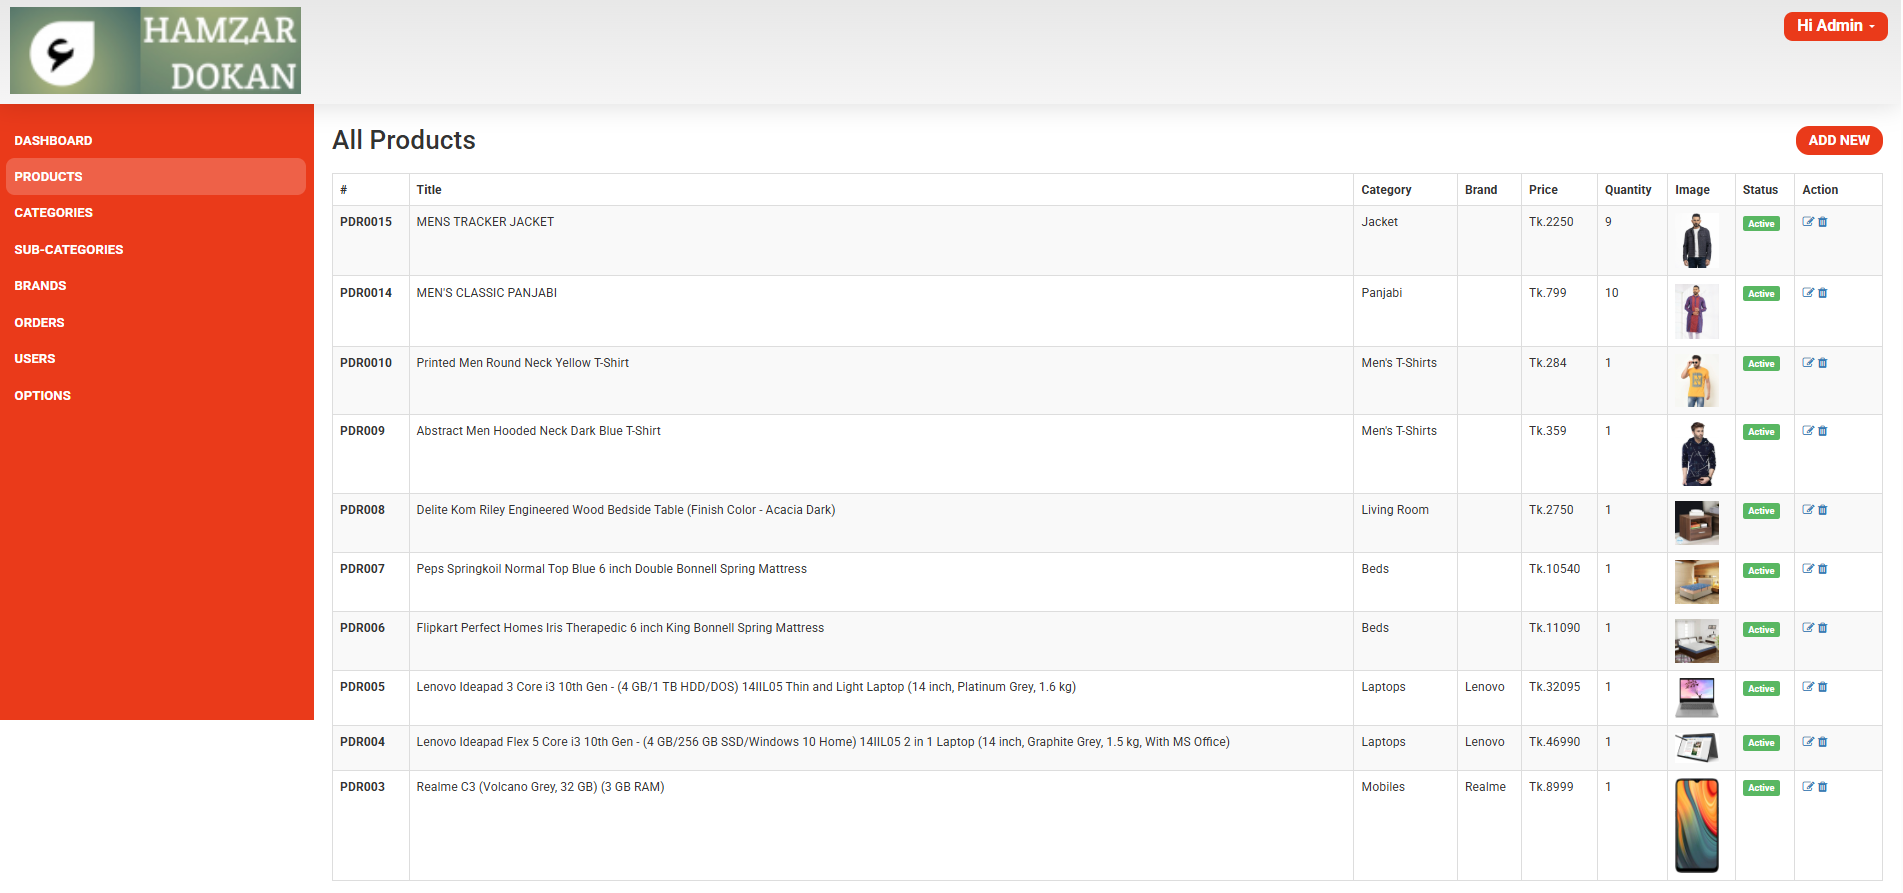 HAMZAR
DOKAN
Hi Admin
DASHBOARD
PRODUCTS
CATEGORIES
SUB-CATEGORIES
BRANDS
ORDERS
USERS
OPTIONS
All Products
ADD NEW
# Title Category Brand Price Quantity Image Status Action
PDR0015 MENS TRACKER JACKET Jacket Tk.2250 9 Active
PDR0014 MEN'S CLASSIC PANJABI Panjabi Tk.799 10 Active
PDR0010 Printed Men Round Neck Yellow T-Shirt Men's T-Shirts Tk.284 1 Active
PDR009 Abstract Men Hooded Neck Dark Blue T-Shirt Men's T-Shirts Tk.359 1 Active
PDR008 Delite Kom Riley Engineered Wood Bedside Table (Finish Color - Acacia Dark) Living Room Tk.2750 1 Active
PDR007 Peps Springkoil Normal Top Blue 6 inch Double Bonnell Spring Mattress Beds Tk.10540 1 Active
PDR006 Flipkart Perfect Homes Iris Therapedic 6 inch King Bonnell Spring Mattress Beds Tk.11090 1 Active
PDR005 Lenovo Ideapad 3 Core i3 10th Gen - (4 GB/1 TB HDD/DOS) 14IIL05 Thin and Light Laptop (14 inch, Platinum Grey, 1.6 kg) Laptops Lenovo Tk.32095 1 Active
PDR004 Lenovo Ideapad Flex 5 Core i3 10th Gen - (4 GB/256 GB SSD/Windows 10 Home) 14IIL05 2 in 1 Laptop (14 inch, Graphite Grey, 1.5 kg, With MS Office) Laptops Lenovo Tk.46990 1 Active
PDR003 Realme C3 (Volcano Grey, 32 GB) (3 GB RAM) Mobiles Realme Tk.8999 1 Active